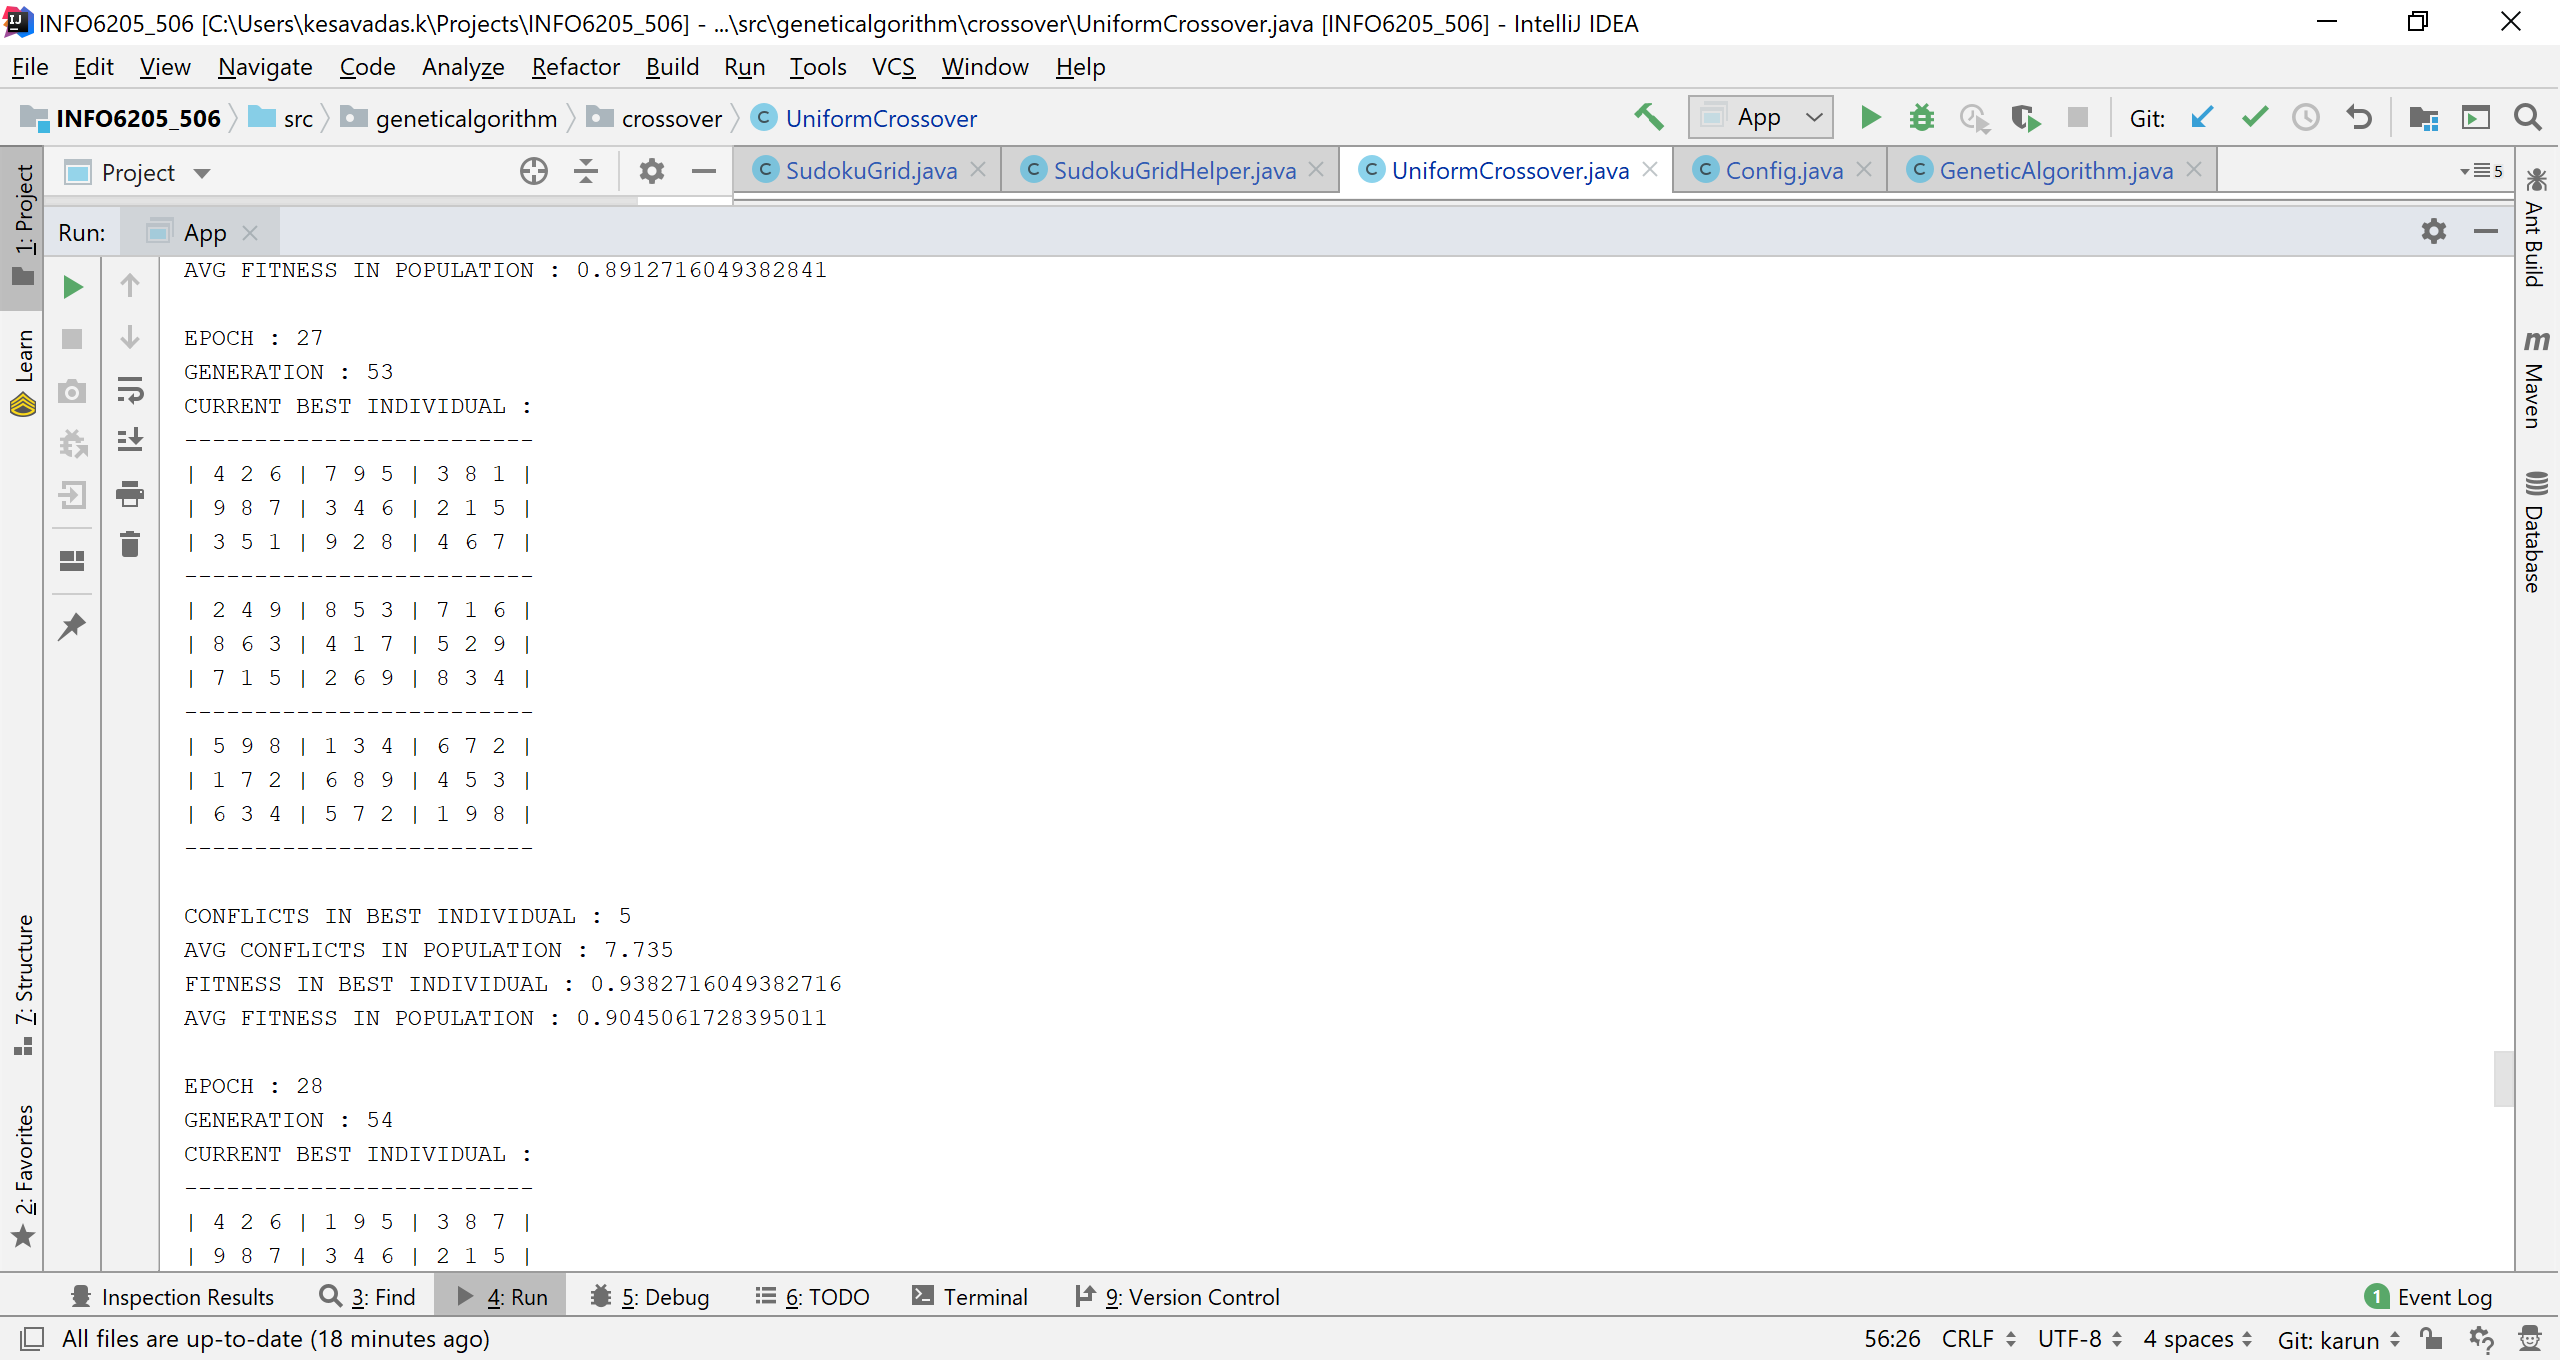 INFO6205_506 [C:\Users\kesavadas.k\Projects\INFO6205_506] - ...\src\geneticalgorithm\crossover\UniformCrossover.java [INFO6205_506] - IntelliJ IDEA
File Edit View Navigate Code Analyze Refactor Build Run Tools VCS Window Help
INFO6205_506 src geneticalgorithm crossover C UniformCrossover App Git:
1: Project
Project
C SudokuGrid.java C SudokuGridHelper.java C UniformCrossover.java C Config.java C GeneticAlgorithm.java 5
Run: App
Ant Build
Maven
Database
Learn
7: Structure
2: Favorites
AVG FITNESS IN POPULATION : 0.8912716049382841
EPOCH : 27
GENERATION : 53
CURRENT BEST INDIVIDUAL :
-------------------------
| 4 2 6 | 7 9 5 | 3 8 1 |
| 9 8 7 | 3 4 6 | 2 1 5 |
| 3 5 1 | 9 2 8 | 4 6 7 |
-------------------------
| 2 4 9 | 8 5 3 | 7 1 6 |
| 8 6 3 | 4 1 7 | 5 2 9 |
| 7 1 5 | 2 6 9 | 8 3 4 |
-------------------------
| 5 9 8 | 1 3 4 | 6 7 2 |
| 1 7 2 | 6 8 9 | 4 5 3 |
| 6 3 4 | 5 7 2 | 1 9 8 |
-------------------------
CONFLICTS IN BEST INDIVIDUAL : 5
AVG CONFLICTS IN POPULATION : 7.735
FITNESS IN BEST INDIVIDUAL : 0.9382716049382716
AVG FITNESS IN POPULATION : 0.9045061728395011
EPOCH : 28
GENERATION : 54
CURRENT BEST INDIVIDUAL :
-------------------------
| 4 2 6 | 1 9 5 | 3 8 7 |
| 9 8 7 | 3 4 6 | 2 1 5 |
Inspection Results 3: Find 4: Run 5: Debug 6: TODO Terminal 9: Version Control 1 Event Log
All files are up-to-date (18 minutes ago) 56:26 CRLF UTF-8 4 spaces Git: karun